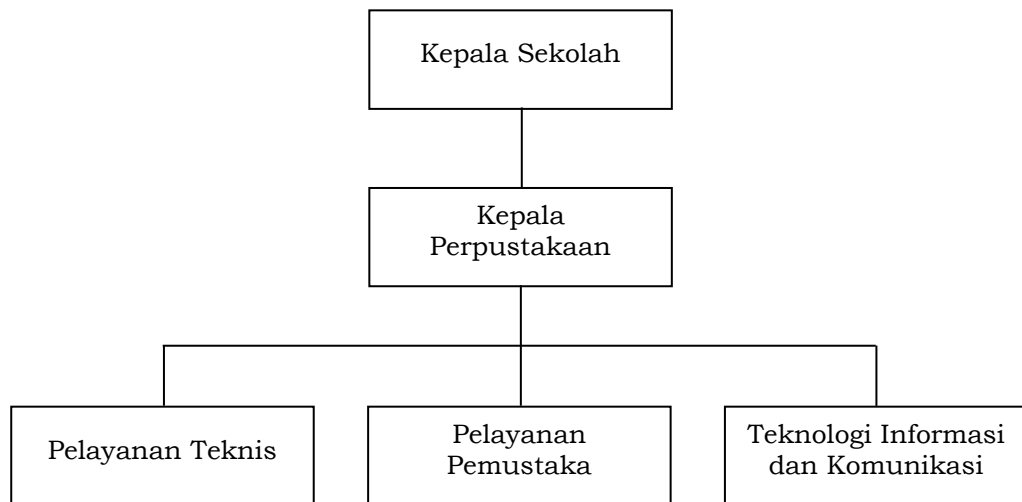 Kepala Sekolah
Kepala
Perpustakaan
Pelayanan Teknis
Pelayanan
Pemustaka
Teknologi Informasi
dan Komunikasi